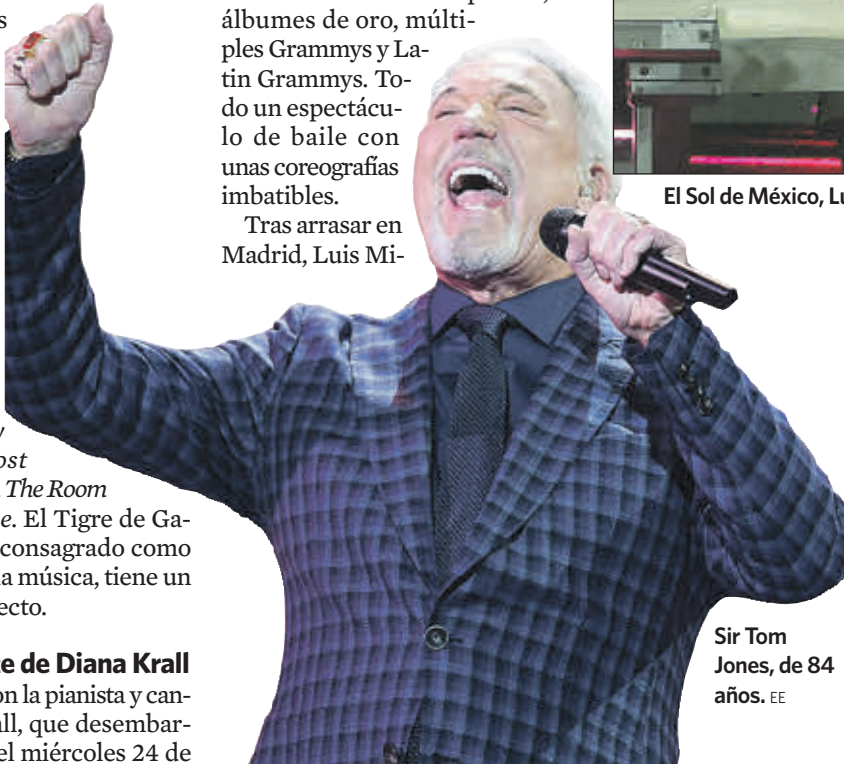 s
álbumes de oro, múlti-
ples Grammys y La-
tin Grammys. To-
do un espectácu-
lo de baile con
unas coreografías
imbatibles.
Tras arrasar en
Madrid, Luis Mi-
y
ost
The Room
e. El Tigre de Ga-
consagrado como
a música, tiene un
ecto.
e de Diana Krall
on la pianista y can-
all, que desembar-
el miércoles 24 de
El Sol de México, Lu
Sir Tom
Jones, de 84
años. EE